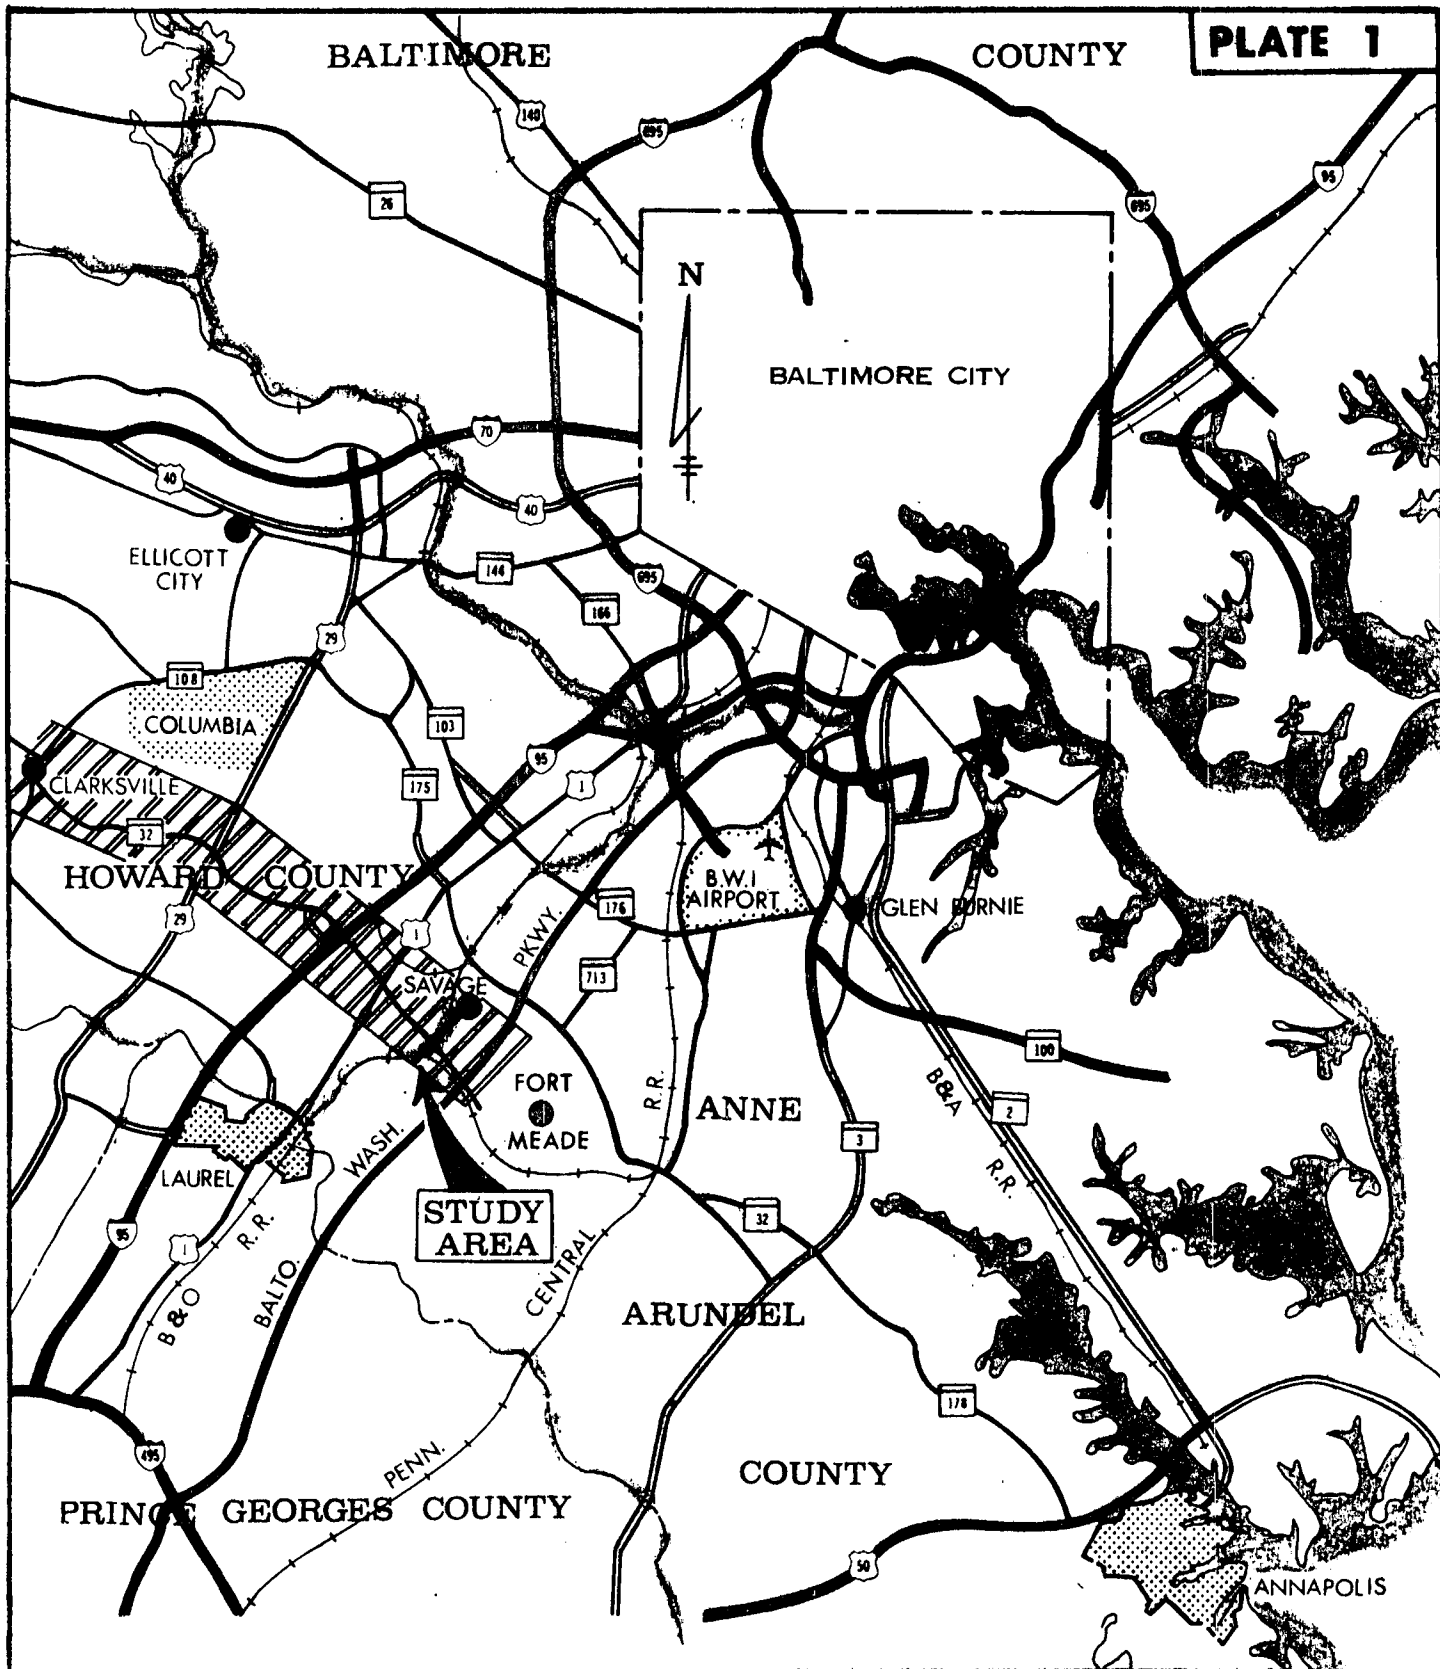 PLATE 1
BALTIMORE COUNTY
140
695
95
26
695
N
BALTIMORE CITY
70
40
40
ELLICOTT
CITY
144
695
166
29
108
COLUMBIA
103
95
1
175
CLARKSVILLE
32
HOWARD COUNTY
B.W.I
AIRPORT
176
GLEN BURNIE
29
1
PKWY.
713
SAVAGE
100
FORT
MEADE
R.R.
ANNE
B&A
2
3
WASH.
LAUREL
R.R.
STUDY
AREA
32
95
1
R.R.
CENTRAL
BALTO.
B&O
ARUNDEL
178
495
PENN.
COUNTY
PRINCE GEORGES COUNTY
50
ANNAPOLIS